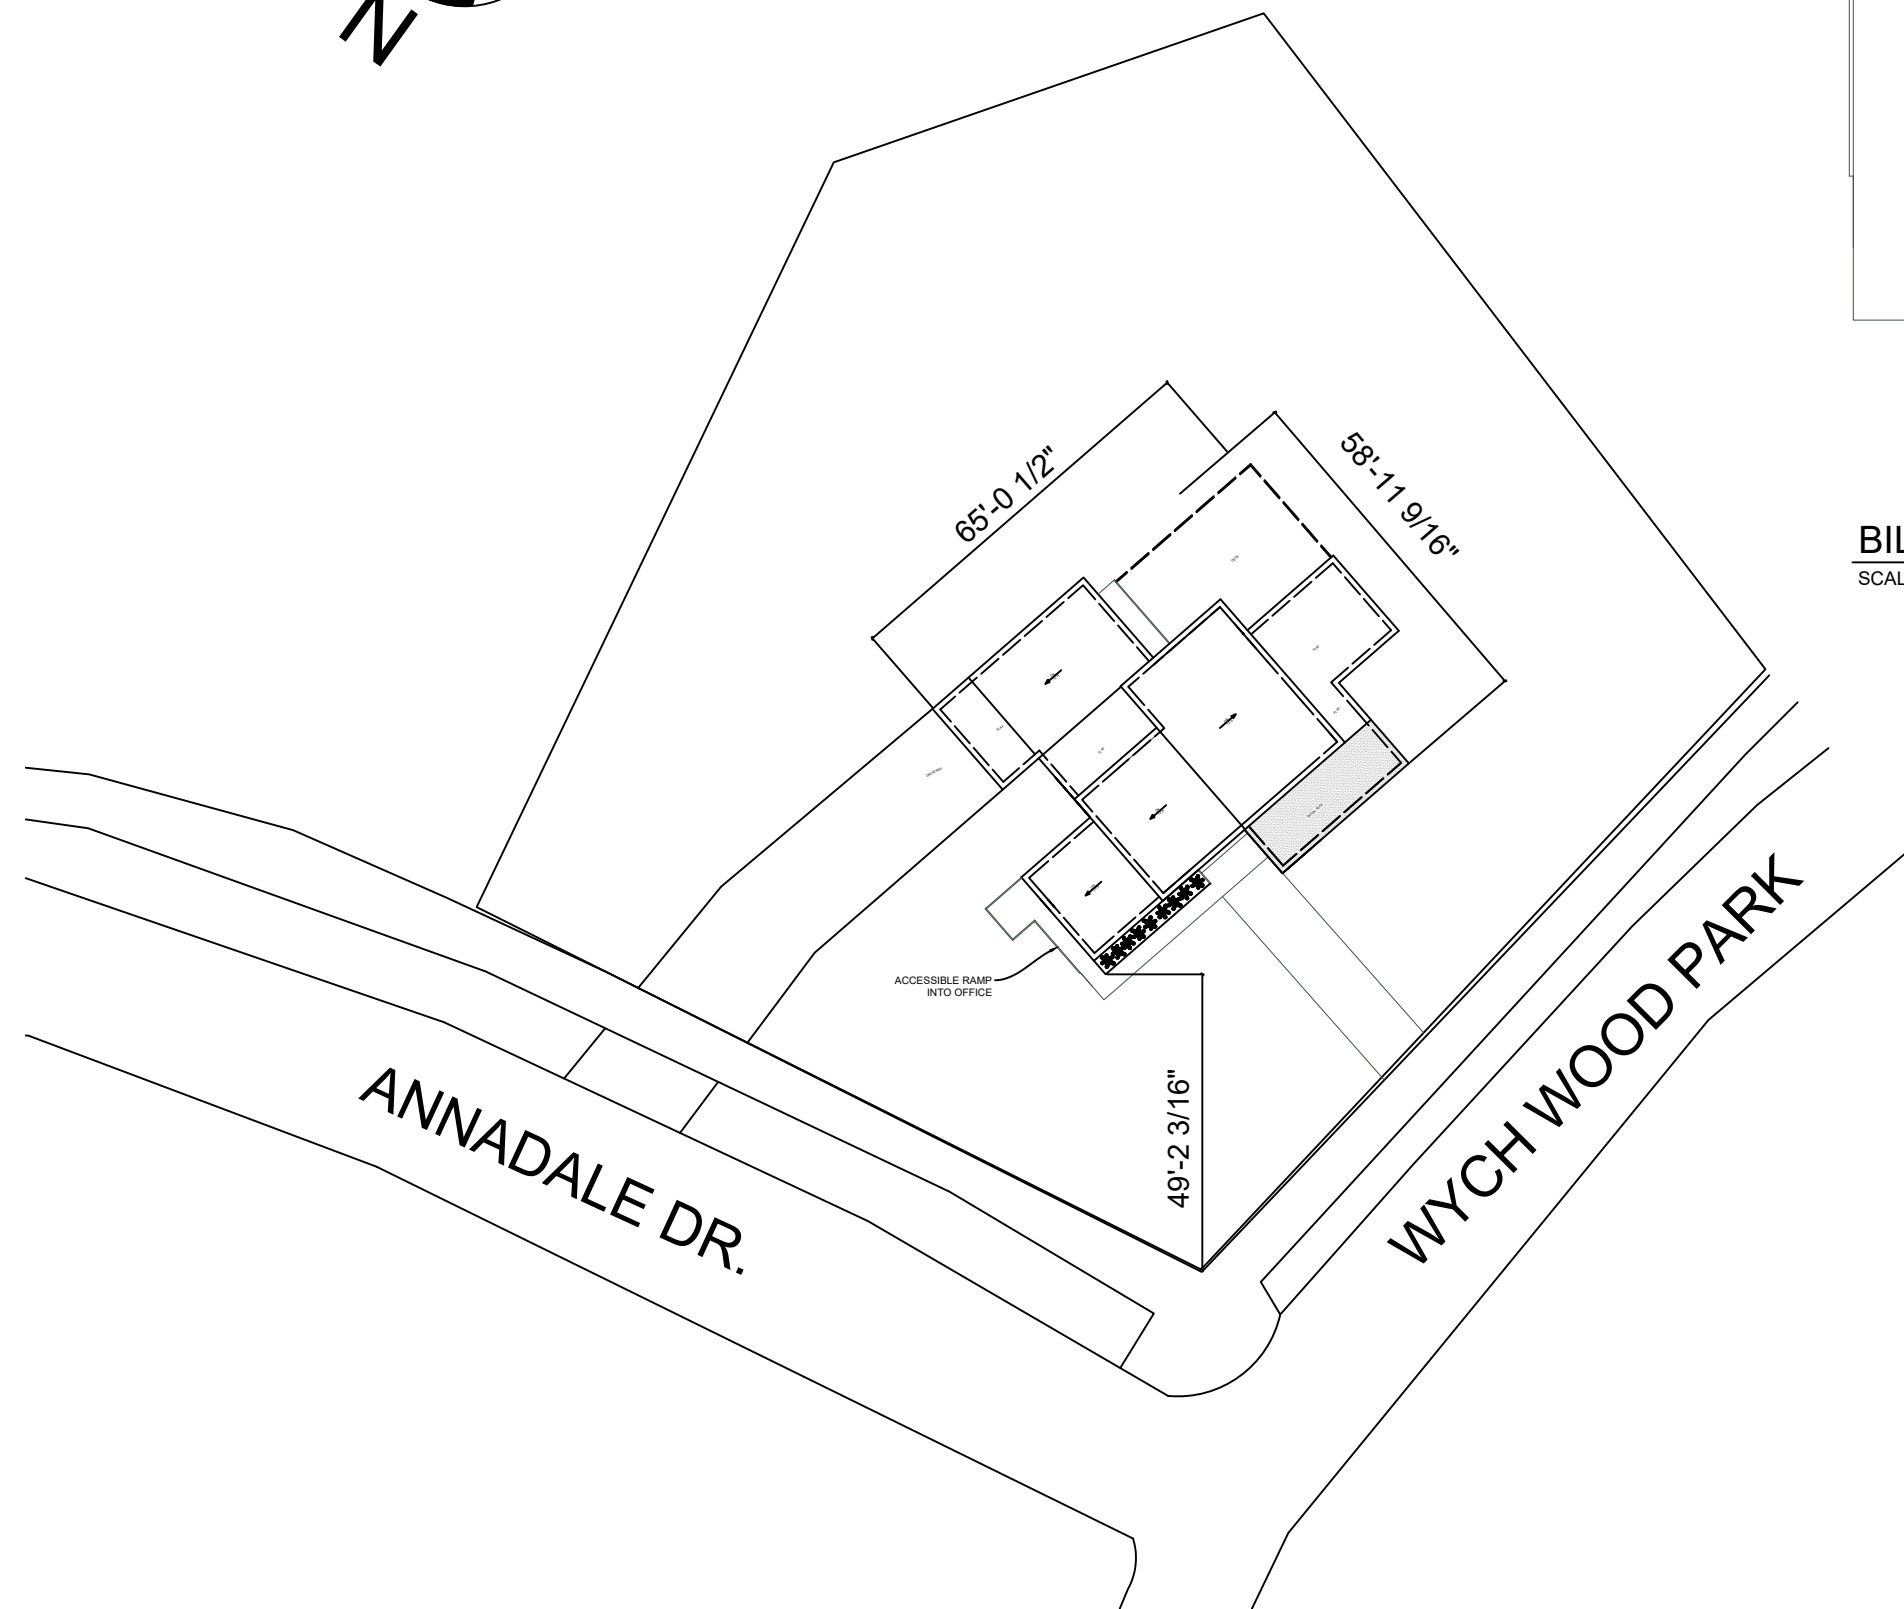 N
65'-0 1/2"
58'-11 9/16"
BIL
SCAL
ACCESSIBLE RAMP
INTO OFFICE
49'-2 3/16"
ANNADALE DR.
WYCH WOOD PARK